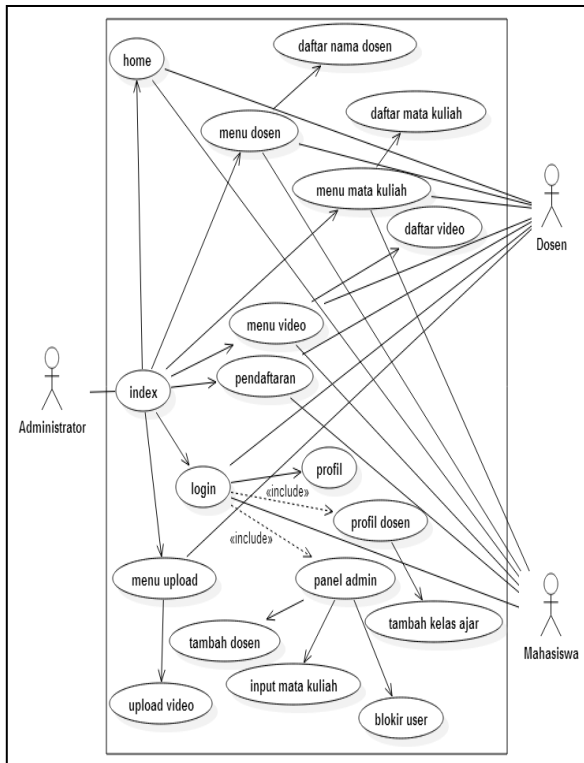 daftar nama dosen
home
daftar mata kuliah
menu dosen
menu mata kuliah
daftar video
Dosen
menu video
pendaftaran
index
Administrator
profil
login
«include»
profil dosen
«include»
menu upload
panel admin
tambah kelas ajar
Mahasiswa
tambah dosen
input mata kuliah
upload video
blokir user